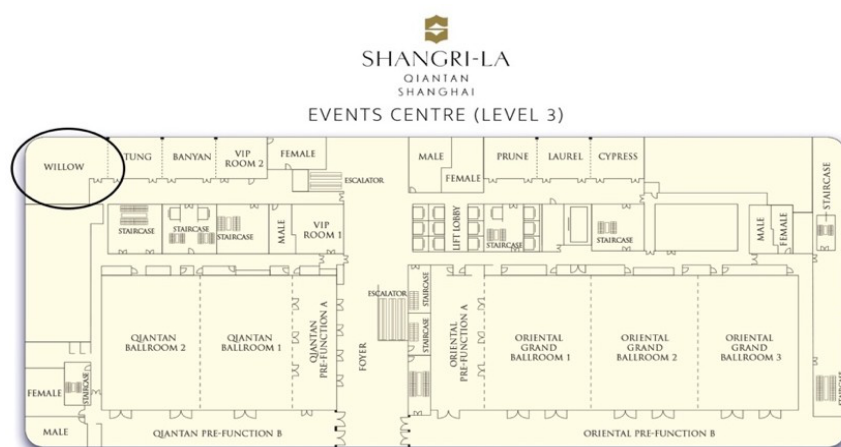 SHANGRI-LA
QIANTAN
SHANGHAI
EVENTS CENTRE (LEVEL 3)
WILLOW
TUNG
BANYAN
VIP
ROOM 2
FEMALE
ESCALATOR
MALE
FEMALE
PRUNE
LAUREL
CYPRESS
STAIRCASE
STAIRCASE
STAIRCASE
STAIRCASE
MALE
VIP
ROOM 1
LIFT LOBBY
STAIRCASE
STAIRCASE
MALE
FEMALE
QIANTAN
BALLROOM 2
QIANTAN
BALLROOM 1
QIANTAN
PRE-FUNCTION A
FOYER
ESCALATOR
STAIRCASE
STAIRCASE
ORIENTAL
PRE-FUNCTION A
ORIENTAL
GRAND
BALLROOM 1
ORIENTAL
GRAND
BALLROOM 2
ORIENTAL
GRAND
BALLROOM 3
STAIRCASE
FEMALE
STAIRCASE
MALE
QIANTAN PRE-FUNCTION B
ORIENTAL PRE-FUNCTION B